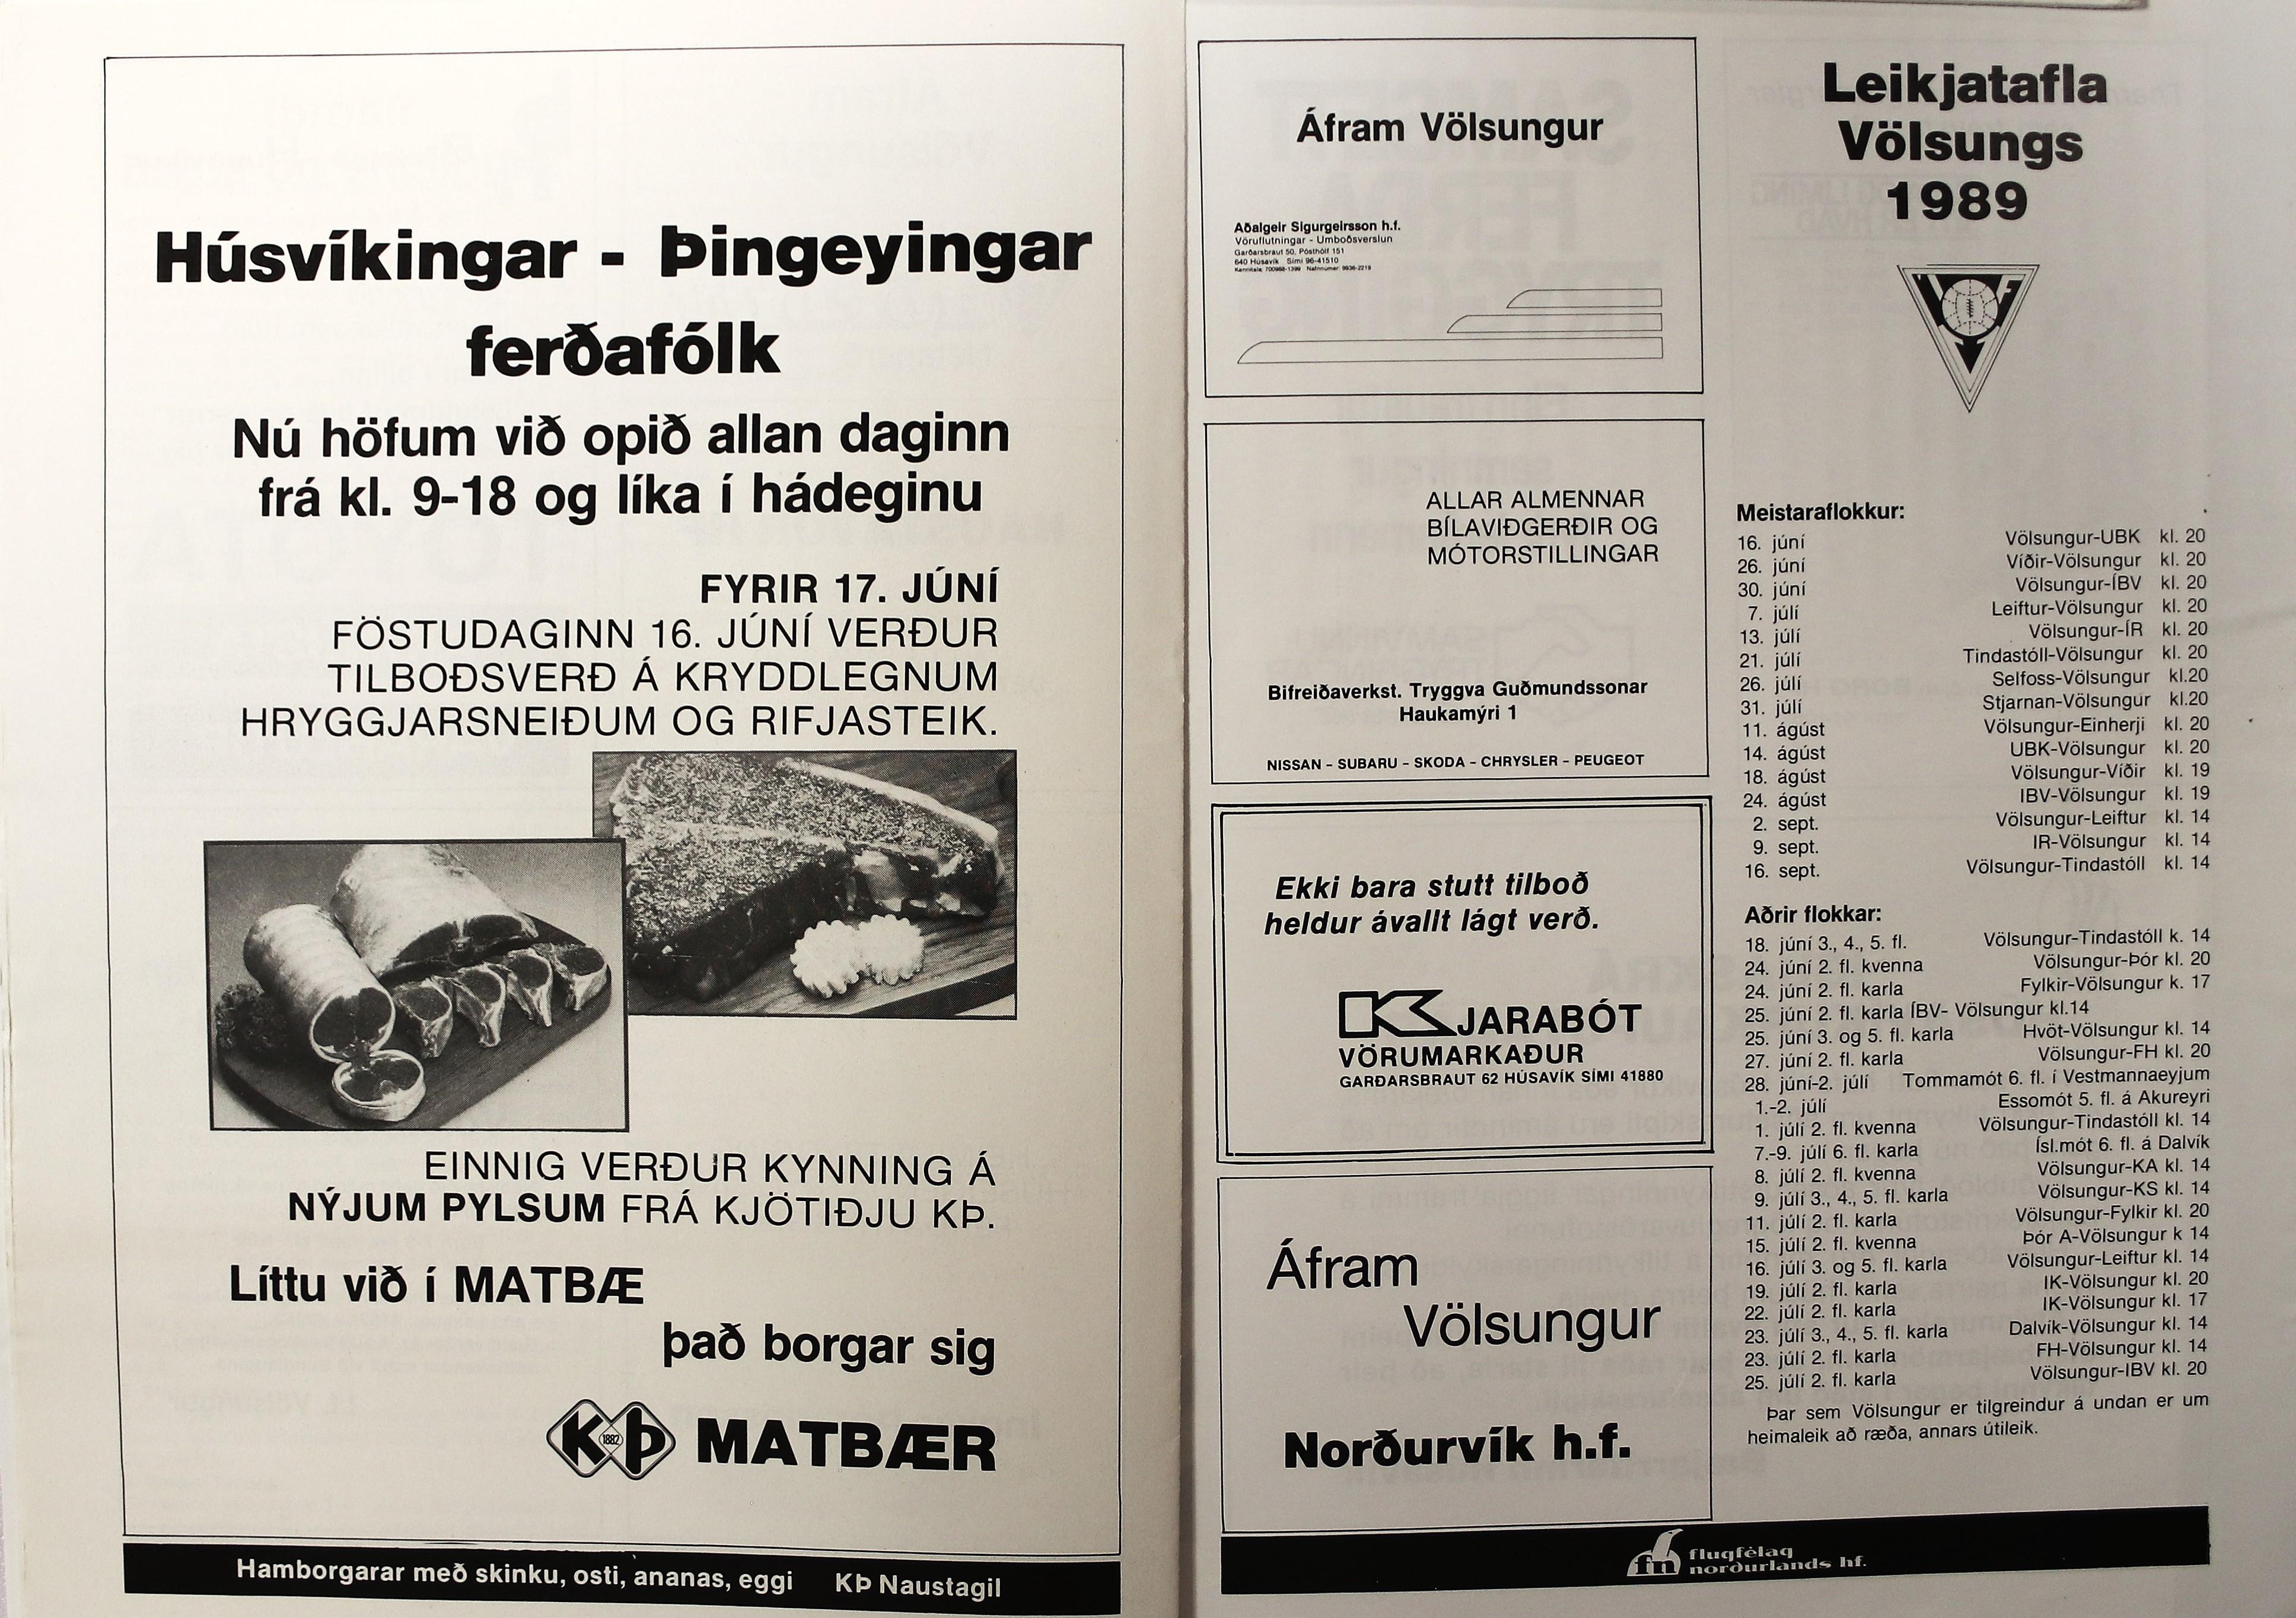 Húsvíkingar - Þingeyingar
ferðafólk
Nú höfum við opið allan daginn
frá kl. 9-18 og líka í hádeginu
FYRIR 17. JÚNÍ
FÖSTUDAGINN 16. JÚNÍ VERÐUR
TILBOÐSVERÐ Á KRYDDLEGNUM
HRYGGJARSNEIÐUM OG RIFJASTEIK.
EINNIG VERÐUR KYNNING Á
NÝJUM PYLSUM FRÁ KJÖTIÐJU KÞ.
Líttu við í MATBÆ
það borgar sig
K 1882 Þ MATBÆR
Hamborgarar með skinku, osti, ananas, eggi KÞ Naustagil
Áfram Völsungur
Aðalgeir Sigurgeirsson h.f.
Vöruflutningar - Umboðsverslun
Garðarsbraut 50, Pósthólf 151
640 Húsavík Sími 96-41510
Kennitala: 700988-1399 Nafnnúmer: 9936-2219
ALLAR ALMENNAR
BÍLAVIÐGERÐIR OG
MÓTORSTILLINGAR
Bifreiðaverkst. Tryggva Guðmundssonar
Haukamýri 1
NISSAN - SUBARU - SKODA - CHRYSLER - PEUGEOT
Ekki bara stutt tilboð
heldur ávallt lágt verð.
KJARABÓT
VÖRUMARKAÐUR
GARÐARSBRAUT 62 HÚSAVÍK SÍMI 41880
Áfram
Völsungur
Norðurvík h.f.
Leikjatafla
Völsungs
1989
V F
Meistaraflokkur:
16. júní Völsungur-UBK kl. 20
26. júní Víðir-Völsungur kl. 20
30. júní Völsungur-ÍBV kl. 20
7. júlí Leiftur-Völsungur kl. 20
13. júlí Völsungur-ÍR kl. 20
21. júlí Tindastóll-Völsungur kl. 20
26. júlí Selfoss-Völsungur kl.20
31. júlí Stjarnan-Völsungur kl.20
11. ágúst Völsungur-Einherji kl. 20
14. ágúst UBK-Völsungur kl. 20
18. ágúst Völsungur-Víðir kl. 19
24. ágúst IBV-Völsungur kl. 19
2. sept. Völsungur-Leiftur kl. 14
9. sept. IR-Völsungur kl. 14
16. sept. Völsungur-Tindastóll kl. 14
Aðrir flokkar:
18. júní 3., 4., 5. fl. Völsungur-Tindastóll k. 14
24. júní 2. fl. kvenna Völsungur-Þór kl. 20
24. júní 2. fl. karla Fylkir-Völsungur k. 17
25. júní 2. fl. karla ÍBV- Völsungur kl.14
25. júní 3. og 5. fl. karla Hvöt-Völsungur kl. 14
27. júní 2. fl. karla Völsungur-FH kl. 20
28. júní-2. júlí Tommamót 6. fl. í Vestmannaeyjum
1.-2. júlí Essomót 5. fl. á Akureyri
1. júlí 2. fl. kvenna Völsungur-Tindastóll kl. 14
7.-9. júlí 6. fl. karla Ísl.mót 6. fl. á Dalvík
8. júlí 2. fl. kvenna Völsungur-KA kl. 14
9. júlí 3., 4., 5. fl. karla Völsungur-KS kl. 14
11. júlí 2. fl. karla Völsungur-Fylkir kl. 20
15. júlí 2. fl. kvenna Þór A-Völsungur k 14
16. júlí 3. og 5. fl. karla Völsungur-Leiftur kl. 14
19. júlí 2. fl. karla IK-Völsungur kl. 20
22. júlí 2. fl. karla IK-Völsungur kl. 17
23. júlí 3., 4., 5. fl. karla Dalvík-Völsungur kl. 14
23. júlí 2. fl. karla FH-Völsungur kl. 14
25. júlí 2. fl. karla Völsungur-IBV kl. 20
Þar sem Völsungur er tilgreindur á undan er um
heimaleik að ræða, annars útileik.
fn flugfélag
norðurlands hf.